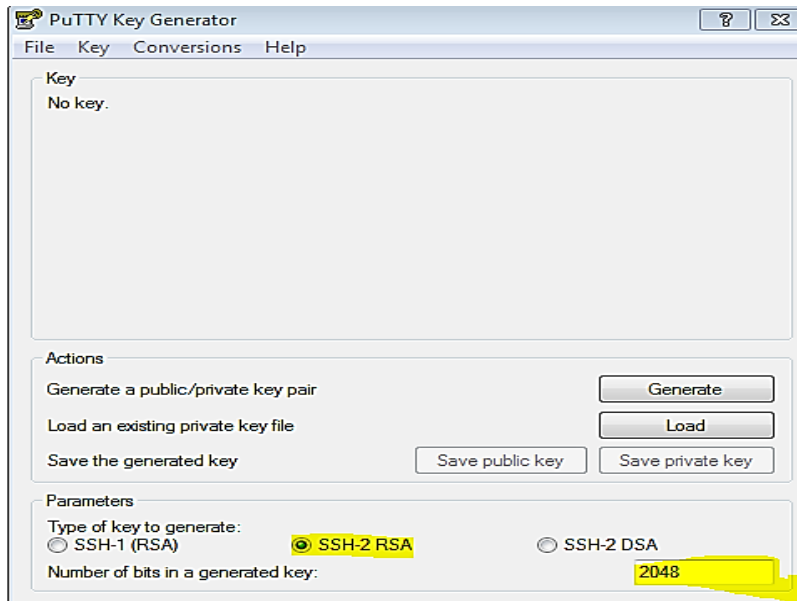 PuTTY Key Generator
File Key Conversions Help
Key
No key.
Actions
Generate a public/private key pair Generate
Load an existing private key file Load
Save the generated key Save public key Save private key
Parameters
Type of key to generate:
SSH-1 (RSA) SSH-2 RSA SSH-2 DSA
Number of bits in a generated key: 2048